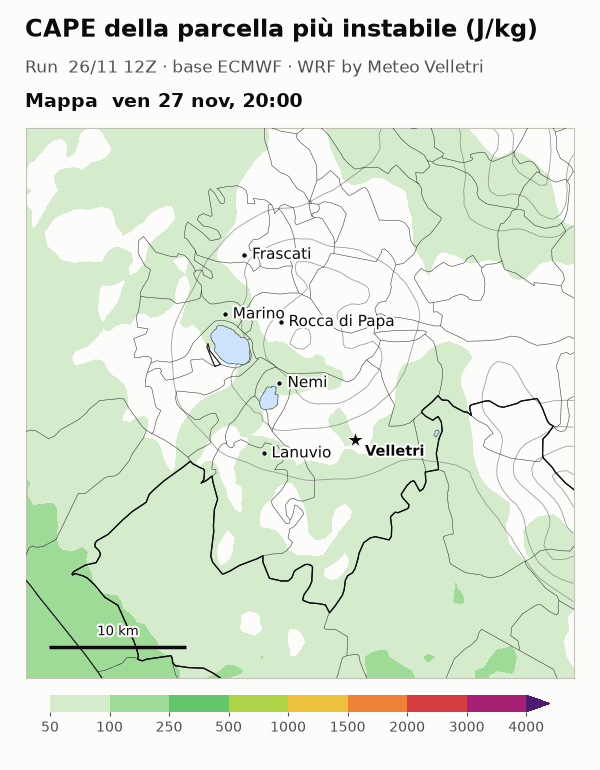 CAPE della parcella più instabile (J/kg)
Run  26/11 12Z · base ECMWF · WRF by Meteo Velletri
Mappa  ven 27 nov, 20:00
Frascati
Marino
Rocca di Papa
Nemi
Velletri
Lanuvio
10 km
50 100 250 500 1000 1500 2000 3000 4000